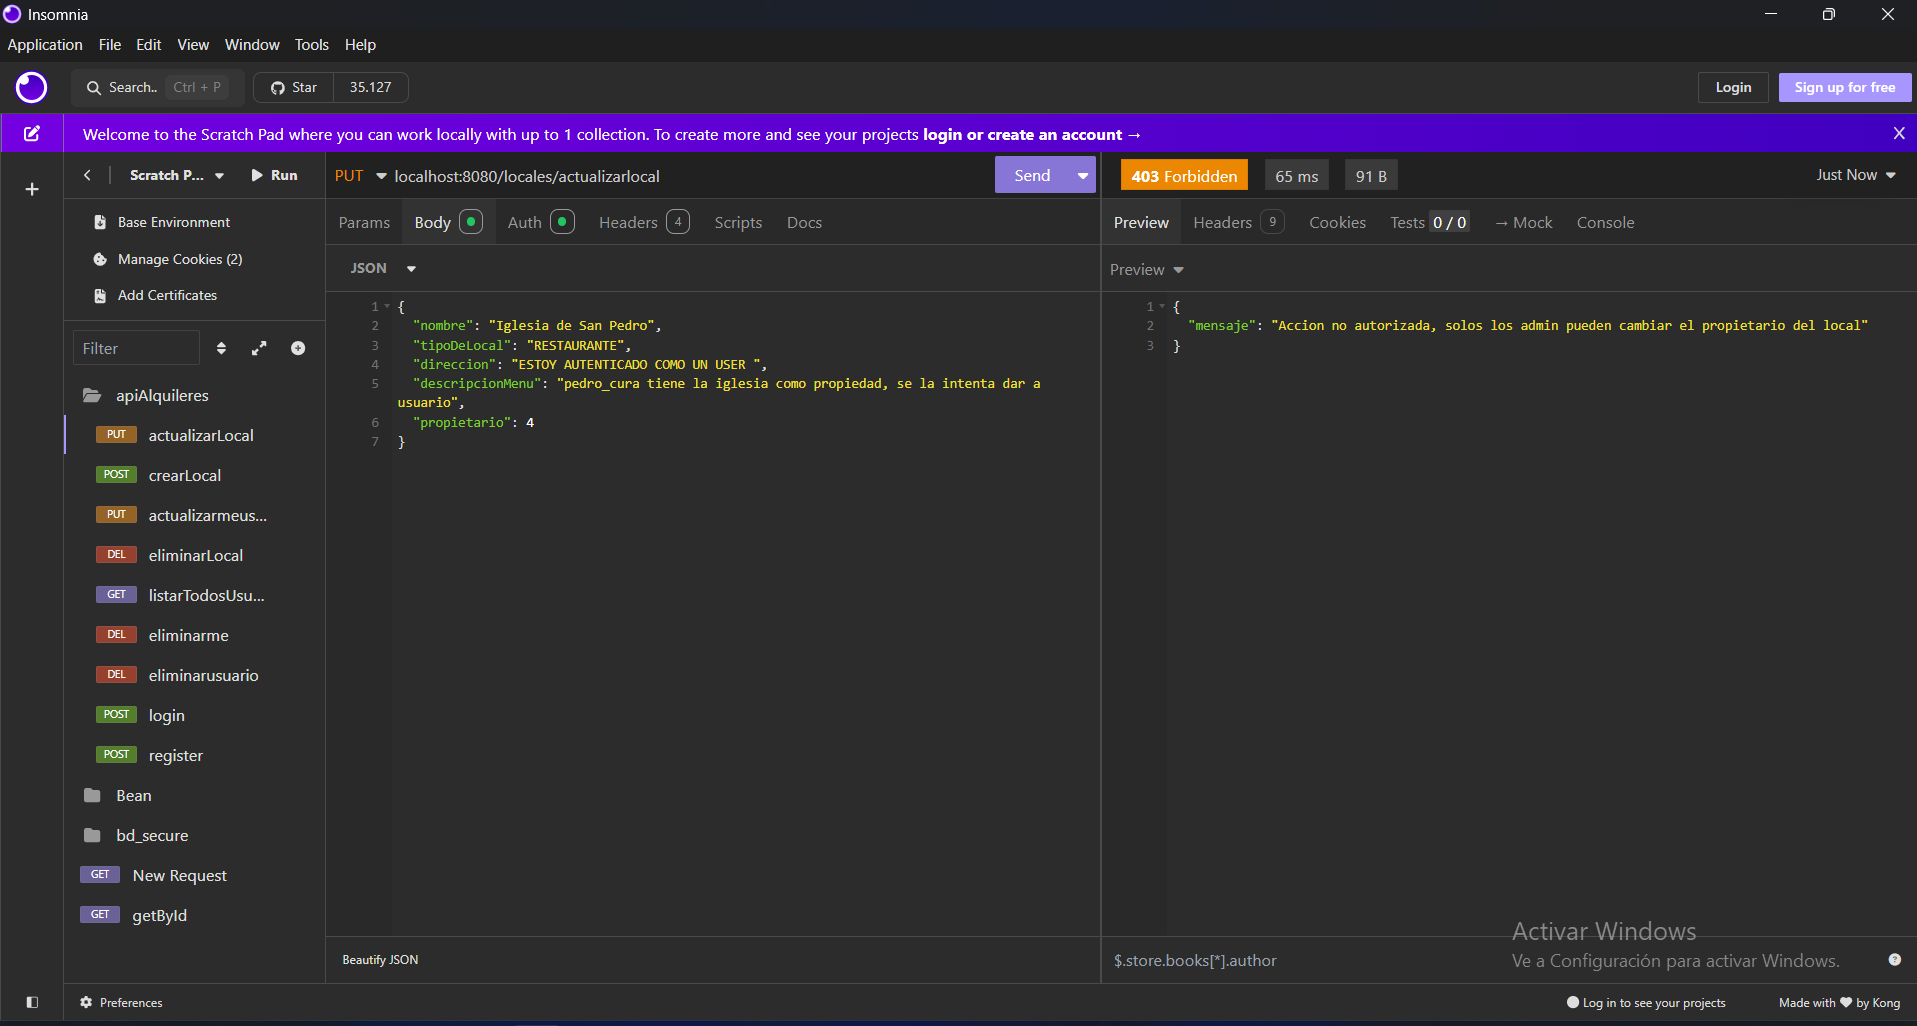 Insomnia
Application File Edit View Window Tools Help
Search.. Ctrl + P Star 35.127 Login Sign up for free
Welcome to the Scratch Pad where you can work locally with up to 1 collection. To create more and see your projects login or create an account → X
Scratch P... Run
Base Environment
Manage Cookies (2)
Add Certificates
Filter
apiAlquileres
PUT actualizarLocal
POST crearLocal
PUT actualizarmeus...
DEL eliminarLocal
GET listarTodosUsu...
DEL eliminarme
DEL eliminarusuario
POST login
POST register
Bean
bd_secure
GET New Request
GET getById
PUT localhost:8080/locales/actualizarlocal Send
Params Body Auth Headers 4 Scripts Docs
JSON
1 {
2 "nombre": "Iglesia de San Pedro",
3 "tipoDeLocal": "RESTAURANTE",
4 "direccion": "ESTOY AUTENTICADO COMO UN USER ",
5 "descripcionMenu": "pedro_cura tiene la iglesia como propiedad, se la intenta dar a
usuario",
6 "propietario": 4
7 }
Beautify JSON
403 Forbidden 65 ms 91 B Just Now
Preview Headers 9 Cookies Tests 0 / 0 → Mock Console
Preview
1 {
2 "mensaje": "Accion no autorizada, solos los admin pueden cambiar el propietario del local"
3 }
Activar Windows
Ve a Configuración para activar Windows.
$.store.books[*].author
Preferences
Log in to see your projects Made with ♥ by Kong